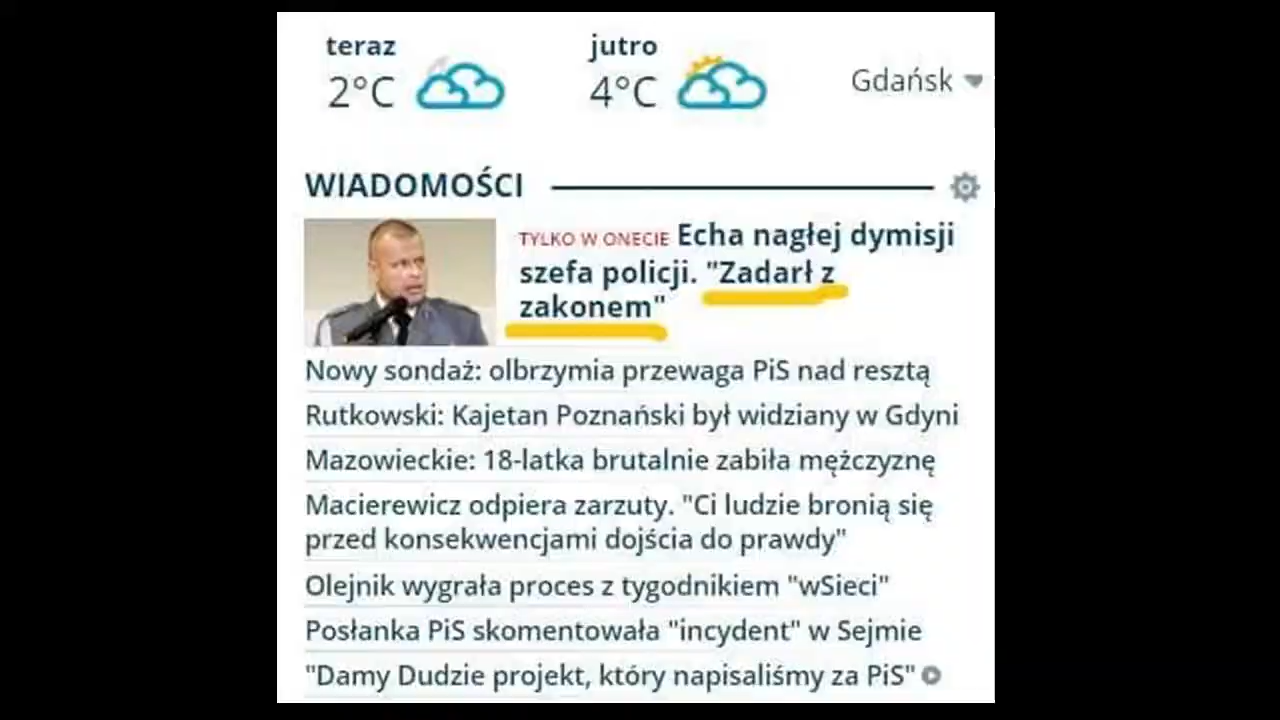 teraz
2°C
jutro
4°C
Gdańsk
WIADOMOŚCI
TYLKO W ONECIE Echa nagłej dymisji
szefa policji. "Zadarł z
zakonem"
Nowy sondaż: olbrzymia przewaga PiS nad resztą
Rutkowski: Kajetan Poznański był widziany w Gdyni
Mazowieckie: 18-latka brutalnie zabiła mężczyznę
Macierewicz odpiera zarzuty. "Ci ludzie bronią się
przed konsekwencjami dojścia do prawdy"
Olejnik wygrała proces z tygodnikiem "wSieci"
Posłanka PiS skomentowała "incydent" w Sejmie
"Damy Dudzie projekt, który napisaliśmy za PiS"